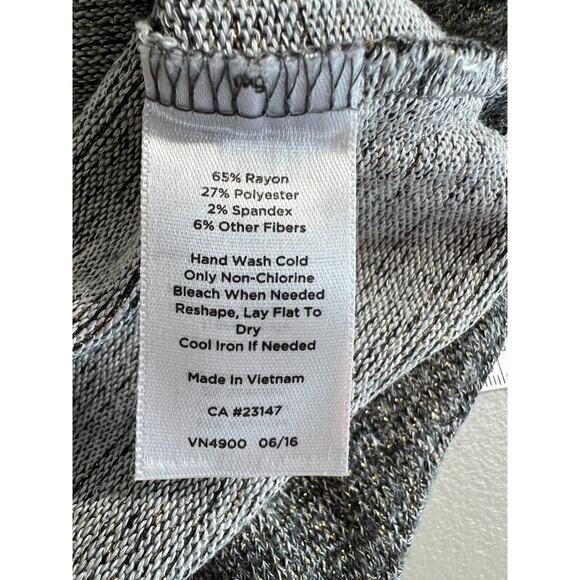 65% Rayon
27% Polyester
2% Spandex
6% Other Fibers
Hand Wash Cold
Only Non-Chlorine
Bleach When Needed
Reshape, Lay Flat To
Dry
Cool Iron If Needed
Made In Vietnam
CA #23147
VN4900 06/16